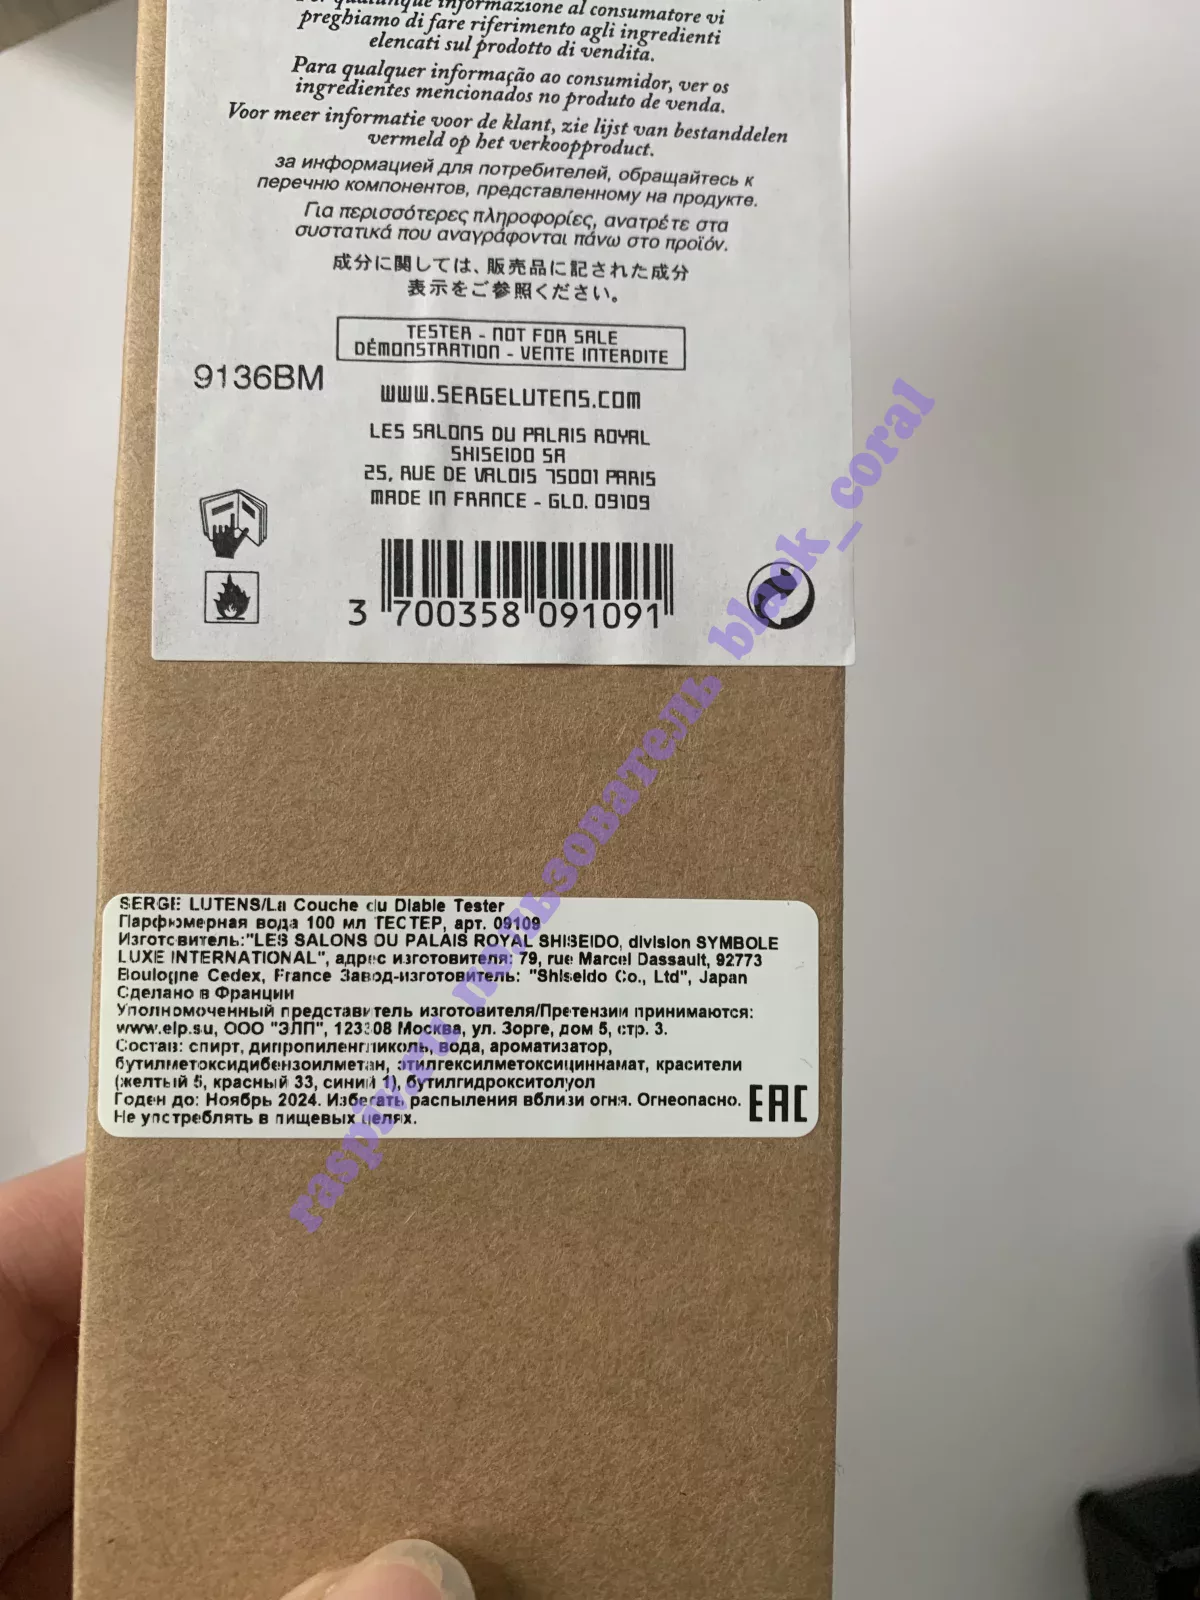 qualunque informazione al consumatore vi
preghiamo di fare riferimento agli ingredienti
elencati sul prodotto di vendita.
Para qualquer informação ao consumidor, ver os
ingredientes mencionados no produto de venda.
Voor meer informatie voor de klant, zie lijst van bestanddelen
vermeld op het verkoopproduct.
за информацией для потребителей, обращайтесь к
перечню компонентов, представленному на продукте.
Για περισσότερες πληροφορίες, ανατρέτε στα
συστατικά που αναγράφονται πάνω στο προϊόν.
成分に関しては、販売品に記された成分
表示をご参照ください。
TESTER - NOT FOR SALE
DÉMONSTRATION - VENTE INTERDITE
9136BM
WWW.SERGELUTENS.COM
LES SALONS DU PALAIS ROYAL
SHISEIDO SA
25, RUE DE VALOIS 75001 PARIS
MADE IN FRANCE - GLO. 09109
3 700358 091091
SERGE LUTENS/La Couche du Diable Tester
Парфюмерная вода 100 мл ТЕСТЕР, арт. 09109
Изготовитель:"LES SALONS DU PALAIS ROYAL SHISEIDO, division SYMBOLE
LUXE INTERNATIONAL", адрес изготовителя: 79, rue Marcel Dassault, 92773
Boulogne Cedex, France Завод-изготовитель: "Shiseido Co., Ltd", Japan
Сделано в Франции
Уполномоченный представитель изготовителя/Претензии принимаются:
www.elp.su, ООО "ЭЛП", 123308 Москва, ул. Зорге, дом 5, стр. 3.
Состав: спирт, дипропиленгликоль, вода, ароматизатор,
бутилметоксидибензоилметан, этилгексилметоксициннамат, красители
(желтый 5, красный 33, синий 1), бутилгидрокситолуол
Годен до: Ноябрь 2024. Избегать распыления вблизи огня. Огнеопасно.
Не употреблять в пищевых целях.
EAC
raspiv.ru пользователь black_coral